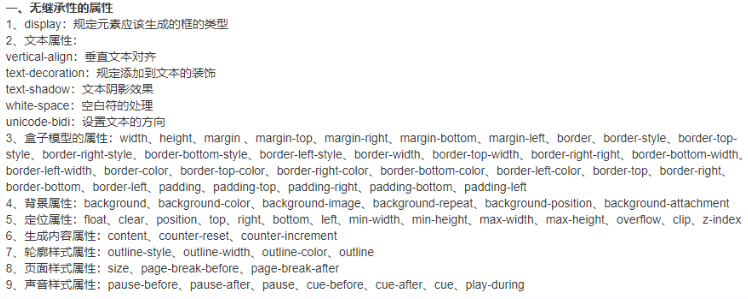 一、无继承性的属性
1、display：规定元素应该生成的框的类型
2、文本属性：
vertical-align：垂直文本对齐
text-decoration：规定添加到文本的装饰
text-shadow：文本阴影效果
white-space：空白符的处理
unicode-bidi：设置文本的方向
3、盒子模型的属性：width、height、margin 、margin-top、margin-right、margin-bottom、margin-left、border、border-style、border-top-
style、border-right-style、border-bottom-style、border-left-style、border-width、border-top-width、border-right-right、border-bottom-width、
border-left-width、border-color、border-top-color、border-right-color、border-bottom-color、border-left-color、border-top、border-right、
border-bottom、border-left、padding、padding-top、padding-right、padding-bottom、padding-left
4、背景属性：background、background-color、background-image、background-repeat、background-position、background-attachment
5、定位属性：float、clear、position、top、right、bottom、left、min-width、min-height、max-width、max-height、overflow、clip、z-index
6、生成内容属性：content、counter-reset、counter-increment
7、轮廓样式属性：outline-style、outline-width、outline-color、outline
8、页面样式属性：size、page-break-before、page-break-after
9、声音样式属性：pause-before、pause-after、pause、cue-before、cue-after、cue、play-during